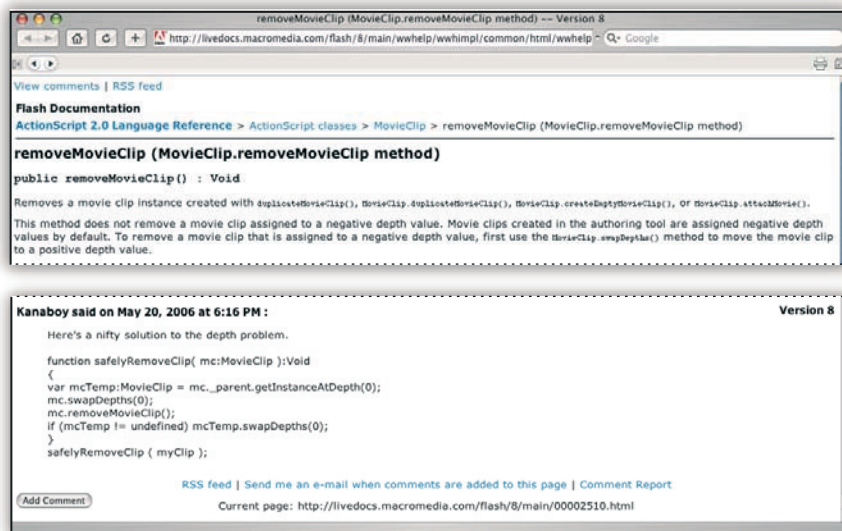 removeMovieClip (MovieClip.removeMovieClip method) -- Version 8
http://livedocs.macromedia.com/flash/8/main/wwhelp/wwhimpl/common/html/wwhelp
Google
View comments | RSS feed
Flash Documentation
ActionScript 2.0 Language Reference > ActionScript classes > MovieClip > removeMovieClip (MovieClip.removeMovieClip method)
removeMovieClip (MovieClip.removeMovieClip method)
public removeMovieClip() : Void
Removes a movie clip instance created with duplicateMovieClip(), MovieClip.duplicateMovieClip(), MovieClip.createEmptyMovieClip(), or MovieClip.attachMovie().
This method does not remove a movie clip assigned to a negative depth value. Movie clips created in the authoring tool are assigned negative depth
values by default. To remove a movie clip that is assigned to a negative depth value, first use the MovieClip.swapDepths() method to move the movie clip
to a positive depth value.
Kanaboy said on May 20, 2006 at 6:16 PM :
Version 8
Here's a nifty solution to the depth problem.
function safelyRemoveClip( mc:MovieClip ):Void
{
var mcTemp:MovieClip = mc._parent.getInstanceAtDepth(0);
mc.swapDepths(0);
mc.removeMovieClip();
if (mcTemp != undefined) mcTemp.swapDepths(0);
}
safelyRemoveClip ( myClip );
RSS feed | Send me an e-mail when comments are added to this page | Comment Report
Add Comment
Current page: http://livedocs.macromedia.com/flash/8/main/00002510.html